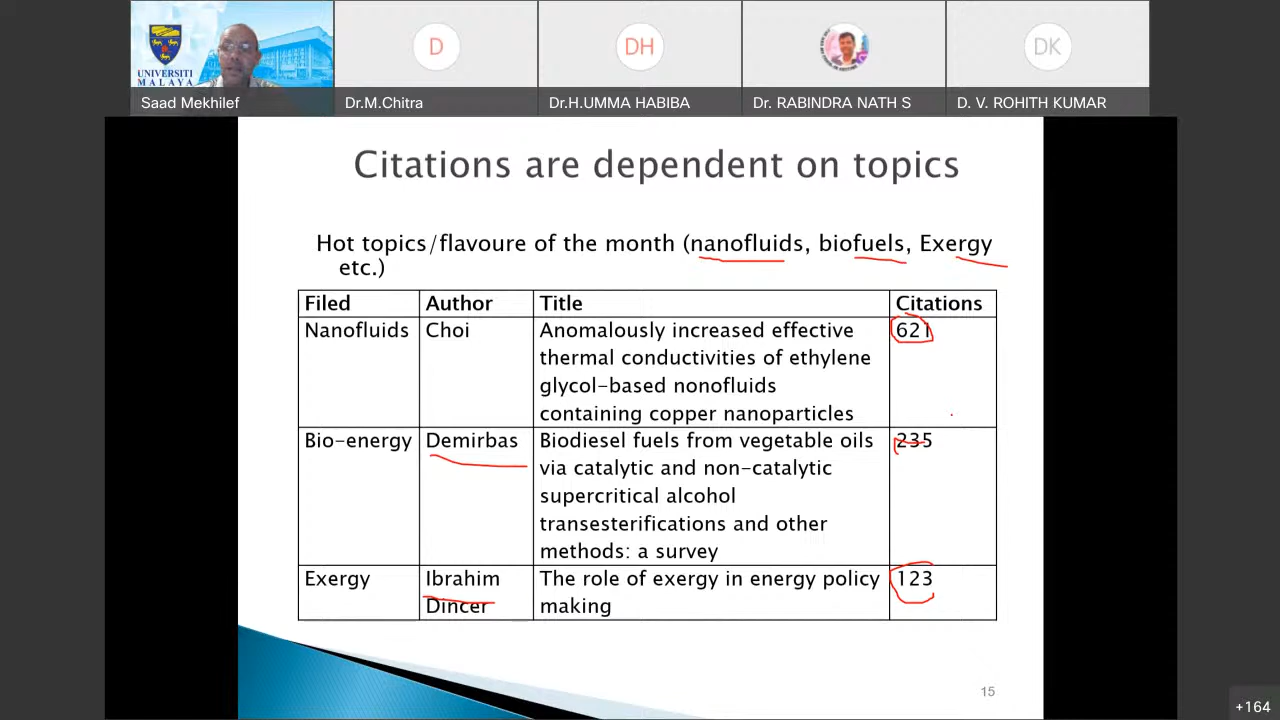 UNIVERSITI
MALAYA
D
DH
DK
Saad Mekhilef
Dr.M.Chitra
Dr.H.UMMA HABIBA
Dr. RABINDRA NATH S
D. V. ROHITH KUMAR
Citations are dependent on topics
Hot topics/flavoure of the month (nanofluids, biofuels, Exergy
etc.)
Filed Author Title Citations
Nanofluids Choi Anomalously increased effective 621
thermal conductivities of ethylene
glycol-based nonofluids
containing copper nanoparticles
Bio-energy Demirbas Biodiesel fuels from vegetable oils 235
via catalytic and non-catalytic
supercritical alcohol
transesterifications and other
methods: a survey
Exergy Ibrahim The role of exergy in energy policy 123
Dincer making
15
+164